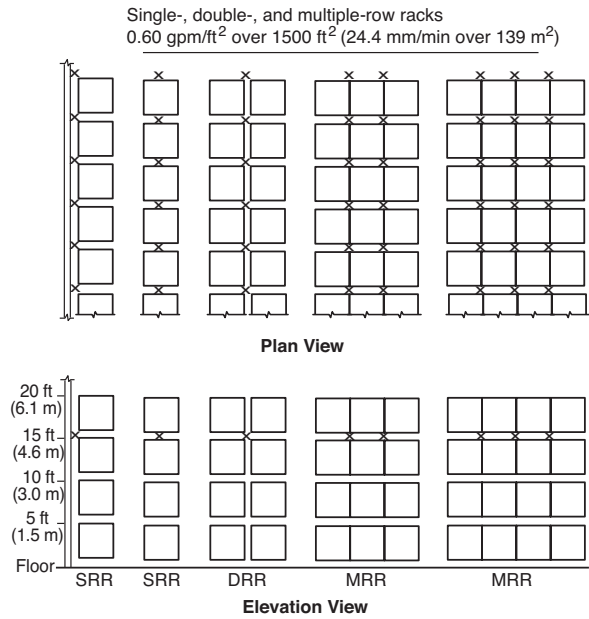 Single-, double-, and multiple-row racks
0.60 gpm/ft² over 1500 ft² (24.4 mm/min over 139 m²)
Plan View
20 ft
(6.1 m)
15 ft
(4.6 m)
10 ft
(3.0 m)
5 ft
(1.5 m)
Floor
SRR SRR DRR MRR MRR
Elevation View